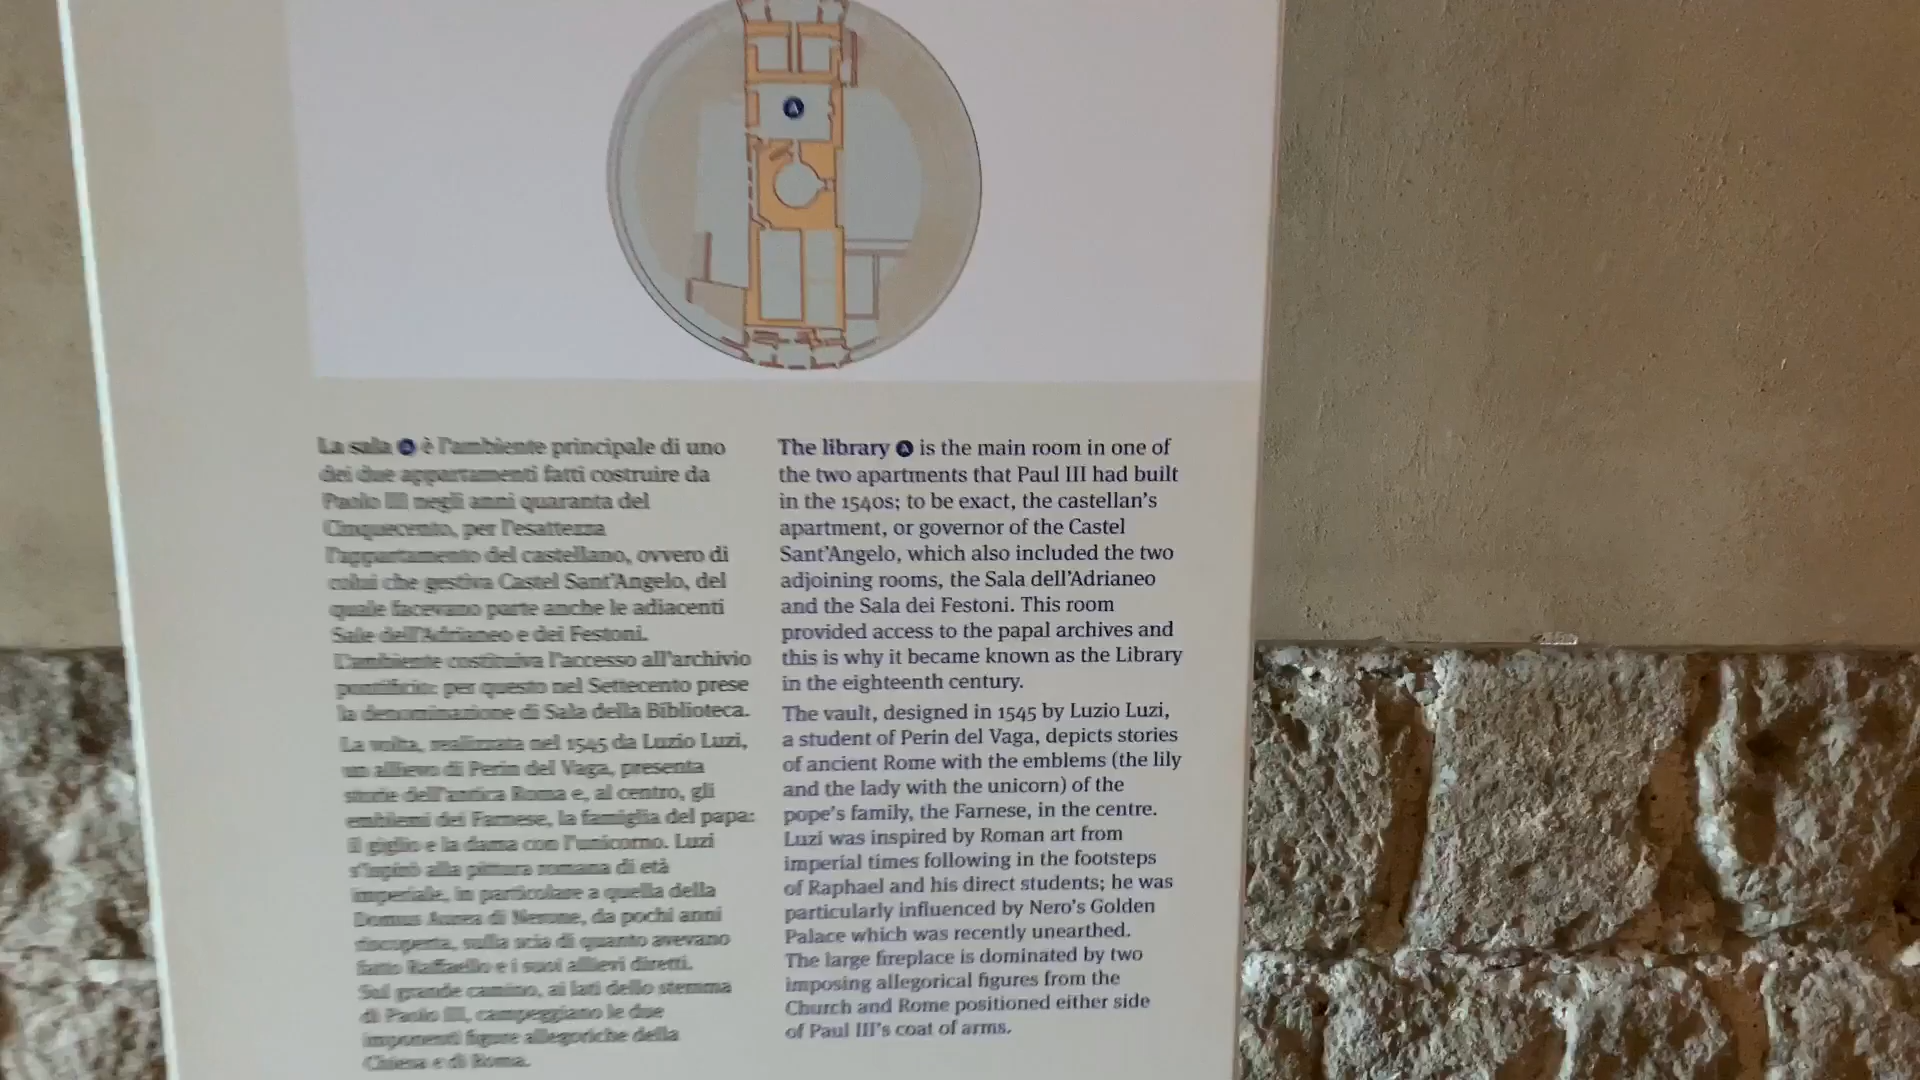 La sala A è l'ambiente principale di uno
dei due appartamenti fatti costruire da
Paolo III negli anni quaranta del
Cinquecento, per l'esattezza
l'appartamento del castellano, ovvero di
colui che gestiva Castel Sant'Angelo, del
quale facevano parte anche le adiacenti
Sale dell'Adrianeo e dei Festoni.
L'ambiente costituiva l'accesso all'archivio
pontificio: per questo nel Settecento prese
la denominazione di Sala della Biblioteca.
La volta, realizzata nel 1545 da Luzio Luzi,
un allievo di Perin del Vaga, presenta
storie dell'antica Roma e, al centro, gli
emblemi dei Farnese, la famiglia del papa:
il giglio e la dama con l'unicorno. Luzi
s'ispirò alla pittura romana di età
imperiale, in particolare a quella della
Domus Aurea di Nerone, da pochi anni
riscoperta, sulla scia di quanto avevano
fatto Raffaello e i suoi allievi diretti.
Sul grande camino, ai lati dello stemma
di Paolo III, campeggiano le due
imponenti figure allegoriche della
Chiesa e di Roma.
The library A is the main room in one of
the two apartments that Paul III had built
in the 1540s; to be exact, the castellan's
apartment, or governor of the Castel
Sant'Angelo, which also included the two
adjoining rooms, the Sala dell'Adrianeo
and the Sala dei Festoni. This room
provided access to the papal archives and
this is why it became known as the Library
in the eighteenth century.
The vault, designed in 1545 by Luzio Luzi,
a student of Perin del Vaga, depicts stories
of ancient Rome with the emblems (the lily
and the lady with the unicorn) of the
pope's family, the Farnese, in the centre.
Luzi was inspired by Roman art from
imperial times following in the footsteps
of Raphael and his direct students; he was
particularly influenced by Nero's Golden
Palace which was recently unearthed.
The large fireplace is dominated by two
imposing allegorical figures from the
Church and Rome positioned either side
of Paul III's coat of arms.